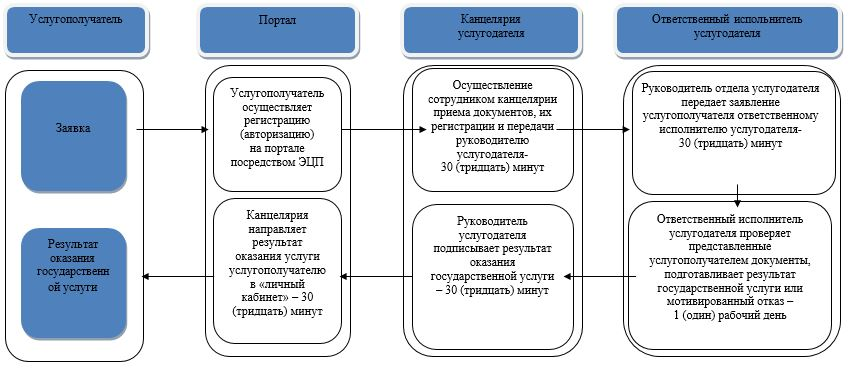 Услугополучатель
Портал
Канцелярия
услугодателя
Ответственный испольнитель
услугодателя
Заявка
Услугополучатель
осуществляет
регистрацию
(авторизацию)
на портале
посредством ЭЦП
Осуществление
сотрудником канцелярии
приема документов, их
регистрации и передачи
руководителю
услугодателя-
30 (тридцать) минут
Руководитель отдела услугодателя
передает заявление
услугополучателя ответственному
исполнителю услугодателя-
30 (тридцать) минут
Результат
оказания
государственн
ой услуги
Канцелярия
направляет
результат
оказания услуги
услугополучателю
в «личный
кабинет» – 30
(тридцать) минут
Руководитель
услугодателя
подписывает результат
оказания
государственной услуги
– 30 (тридцать) минут
Ответственный исполнитель
услугодателя проверяет
представленные
услугополучателем документы,
подготавливает результат
государственной услуги или
мотивированный отказ –
1 (один) рабочий день